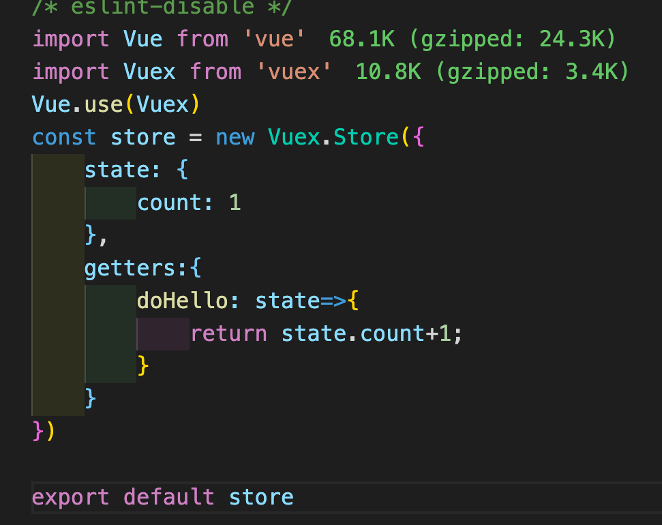 /* eslint-disable */
import Vue from 'vue' 68.1K (gzipped: 24.3K)
import Vuex from 'vuex' 10.8K (gzipped: 3.4K)
Vue.use(Vuex)
const store = new Vuex.Store({
    state: {
        count: 1
    },
    getters:{
        doHello: state=>{
            return state.count+1;
        }
    }
})

export default store